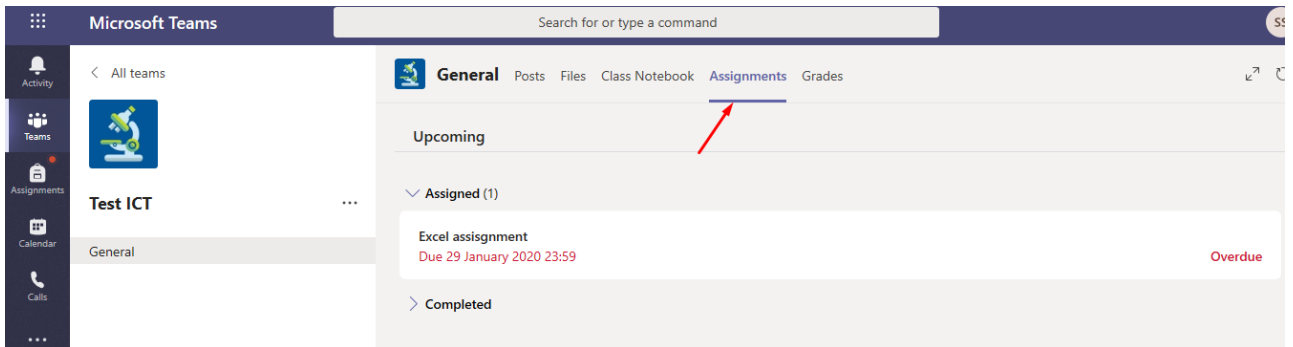 Microsoft Teams
Search for or type a command
SS
Activity
Teams
Assignments
Calendar
Calls
All teams
Test ICT
General
General Posts Files Class Notebook Assignments Grades
Upcoming
Assigned (1)
Excel assisgnment
Due 29 January 2020 23:59
Overdue
Completed